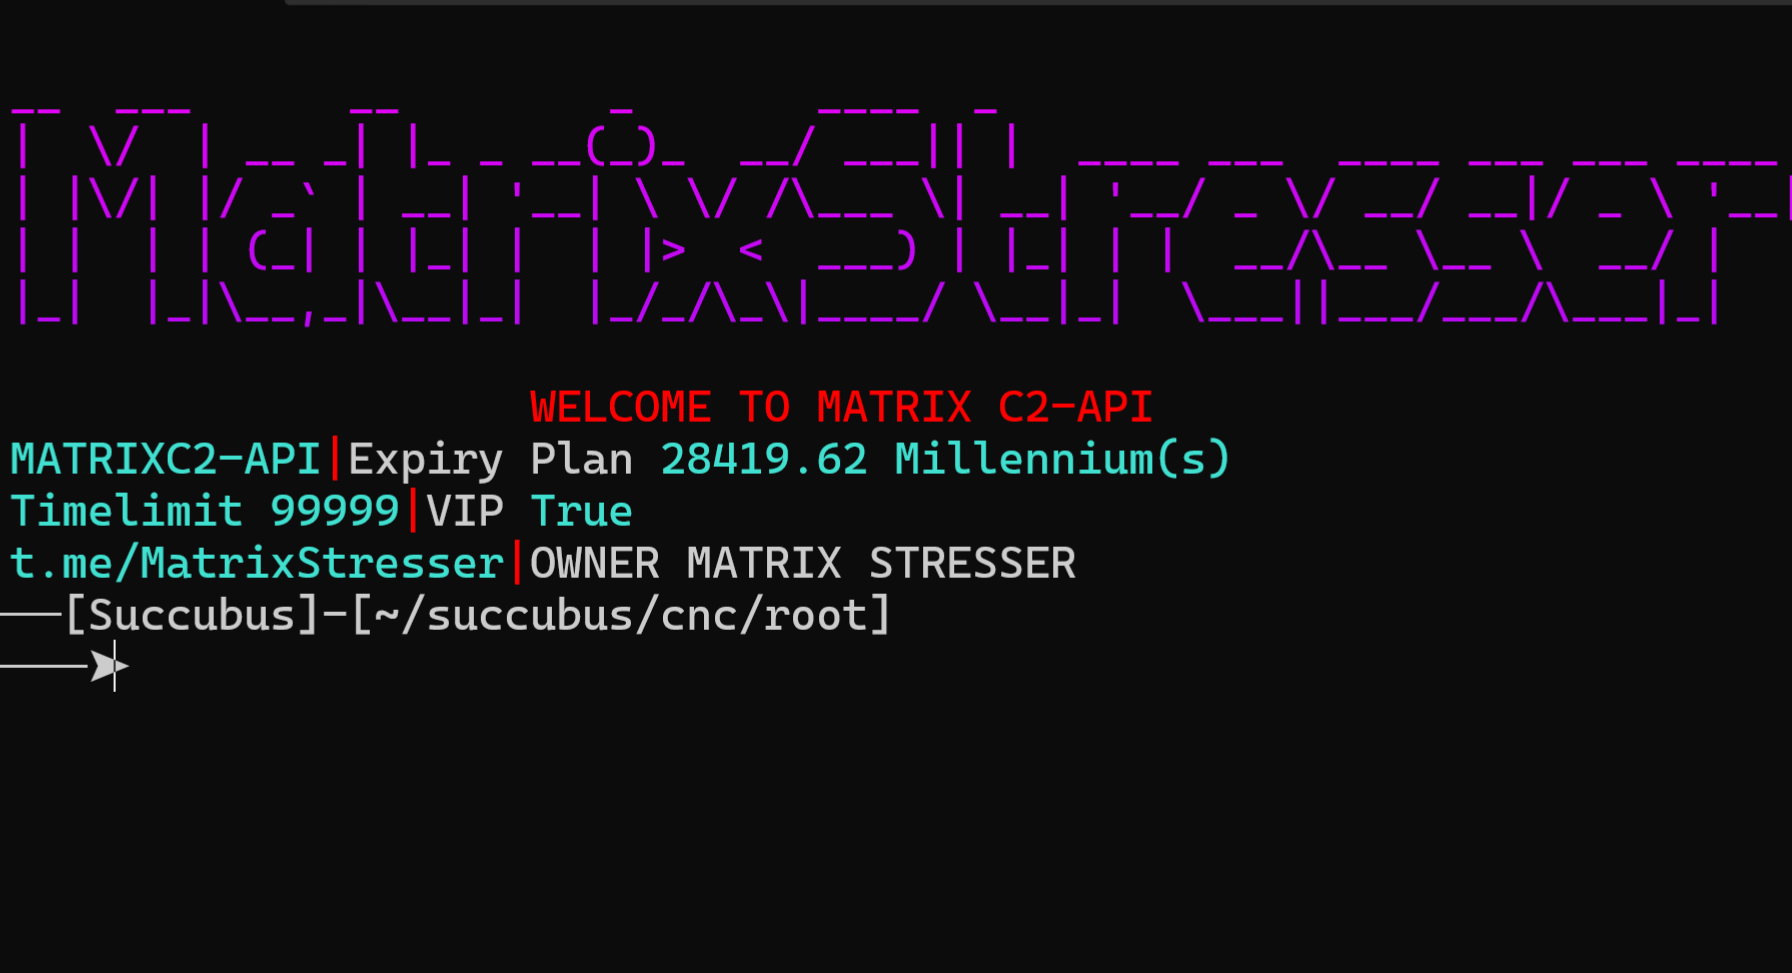 MatrixStresser
WELCOME TO MATRIX C2-API
MATRIXC2-API|Expiry Plan 28419.62 Millennium(s)
Timelimit 99999|VIP True
t.me/MatrixStresser|OWNER MATRIX STRESSER
──[Succubus]-[~/succubus/cnc/root]
───➤